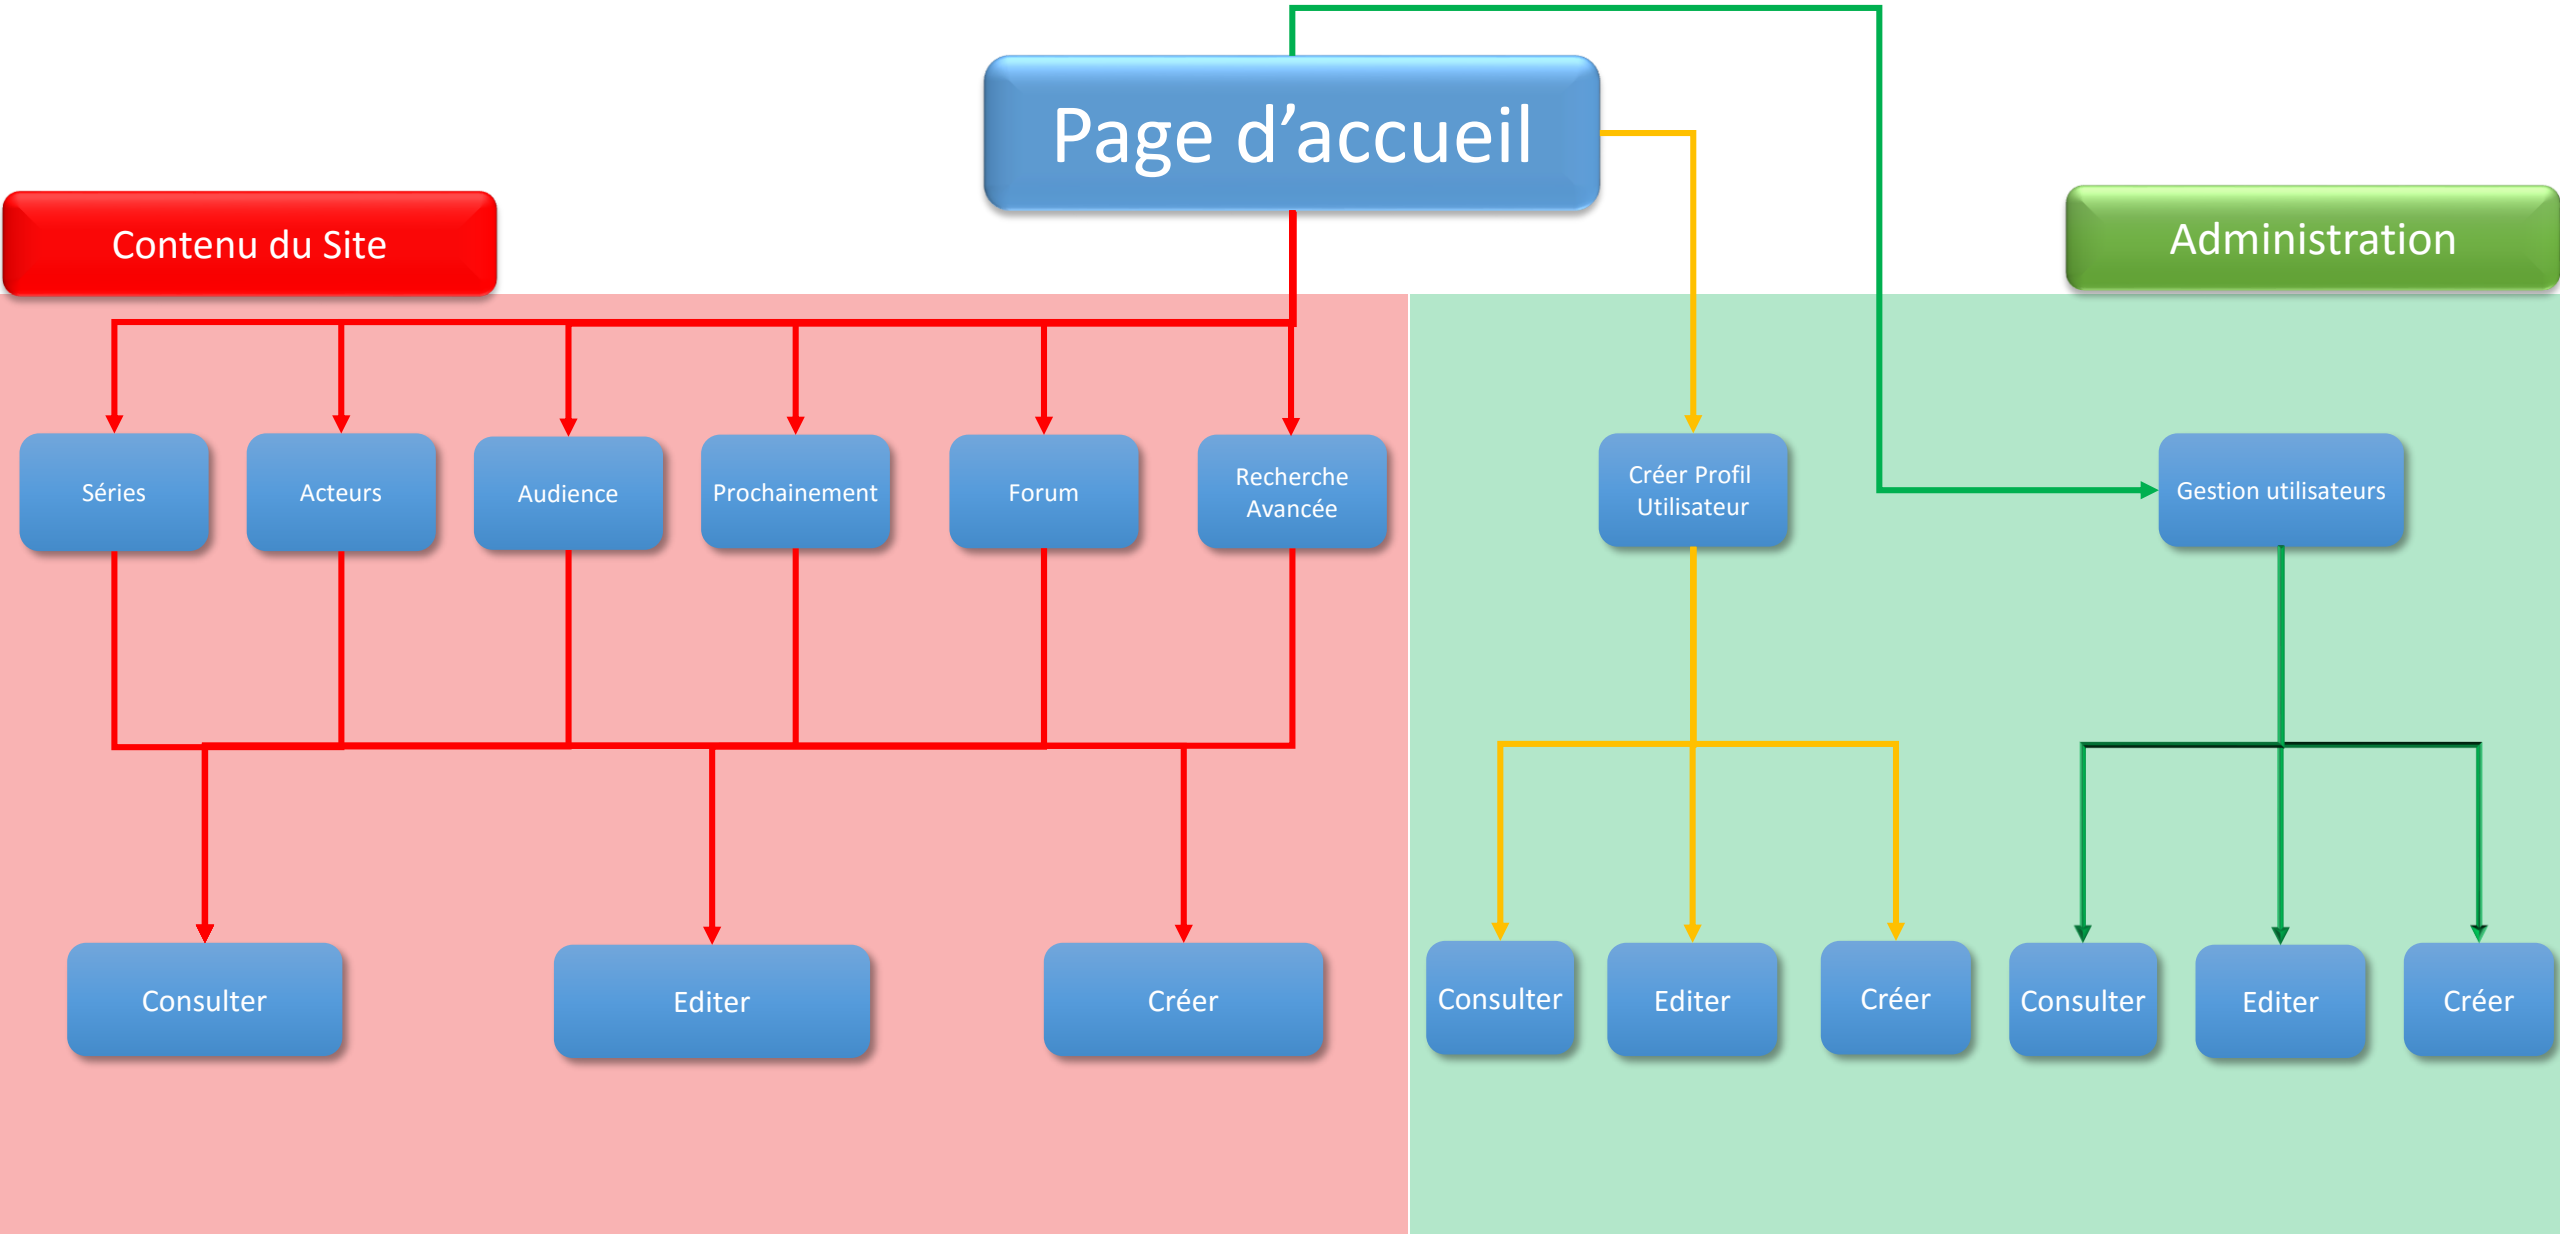 Page d’accueil
Contenu du Site
Administration
Séries
Acteurs
Audience
Prochainement
Forum
Recherche
Avancée
Créer Profil
Utilisateur
Gestion utilisateurs
Consulter
Editer
Créer
Consulter
Editer
Créer
Consulter
Editer
Créer